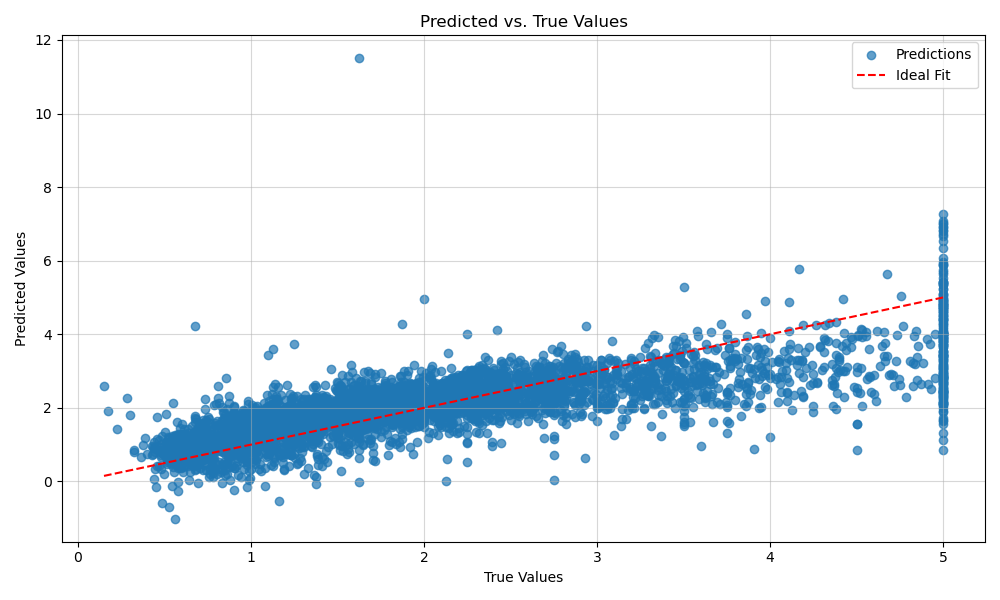 Predicted vs. True Values
12
10
8
6
4
2
0
Predicted Values
Predictions
Ideal Fit
0 1 2 3 4 5
True Values